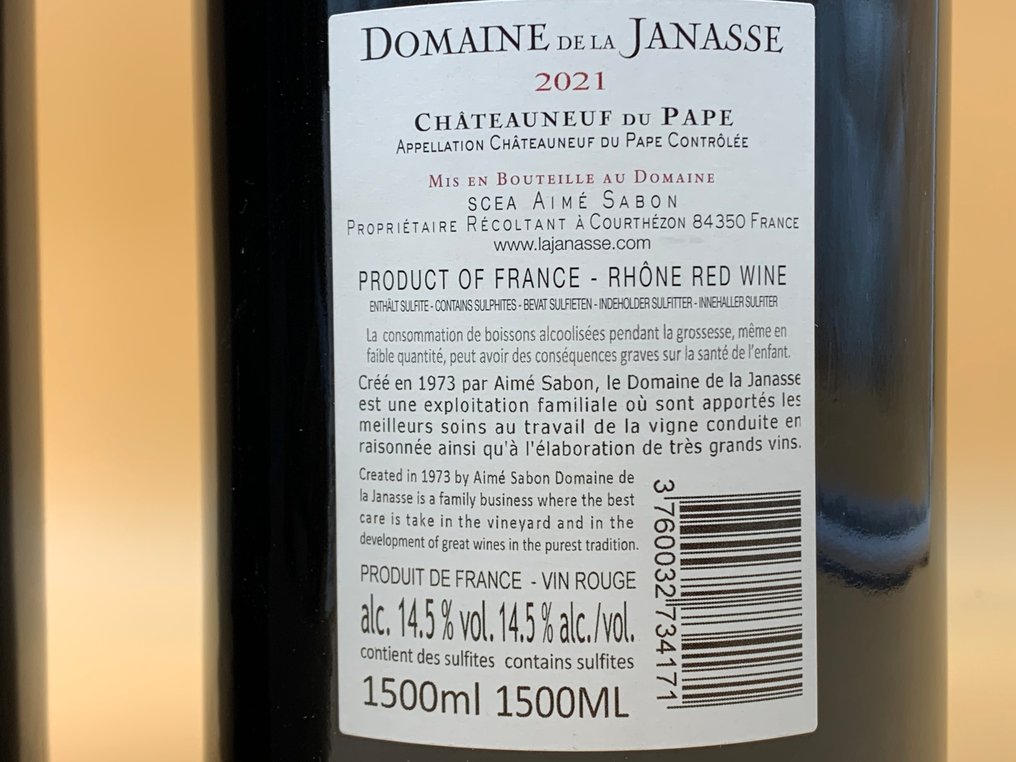 DOMAINE DE LA JANASSE
2021
CHÂTEAUNEUF DU PAPE
APPELLATION CHÂTEAUNEUF DU PAPE CONTRÔLÉE
MIS EN BOUTEILLE AU DOMAINE
SCEA AIMÉ SABON
PROPRIÉTAIRE RÉCOLTANT À COURTHÉZON 84350 FRANCE
www.lajanasse.com
PRODUCT OF FRANCE - RHÔNE RED WINE
ENTHÄLT SULFITE - CONTAINS SULPHITES - BEVAT SULFIETEN - INDEHOLDER SULFITTER - INNEHALLER SULFITER
La consommation de boissons alcoolisées pendant la grossesse, même en
faible quantité, peut avoir des conséquences graves sur la santé de l'enfant.
Créé en 1973 par Aimé Sabon, le Domaine de la Janasse
est une exploitation familiale où sont apportés les
meilleurs soins au travail de la vigne conduite en
raisonnée ainsi qu'à l'élaboration de très grands vins.
Created in 1973 by Aimé Sabon Domaine de
la Janasse is a family business where the best
care is take in the vineyard and in the
development of great wines in the purest tradition.
PRODUIT DE FRANCE - VIN ROUGE
alc. 14.5 % vol. 14.5 % alc./vol.
contient des sulfites contains sulfites
1500ml 1500ML
3 760032 734171